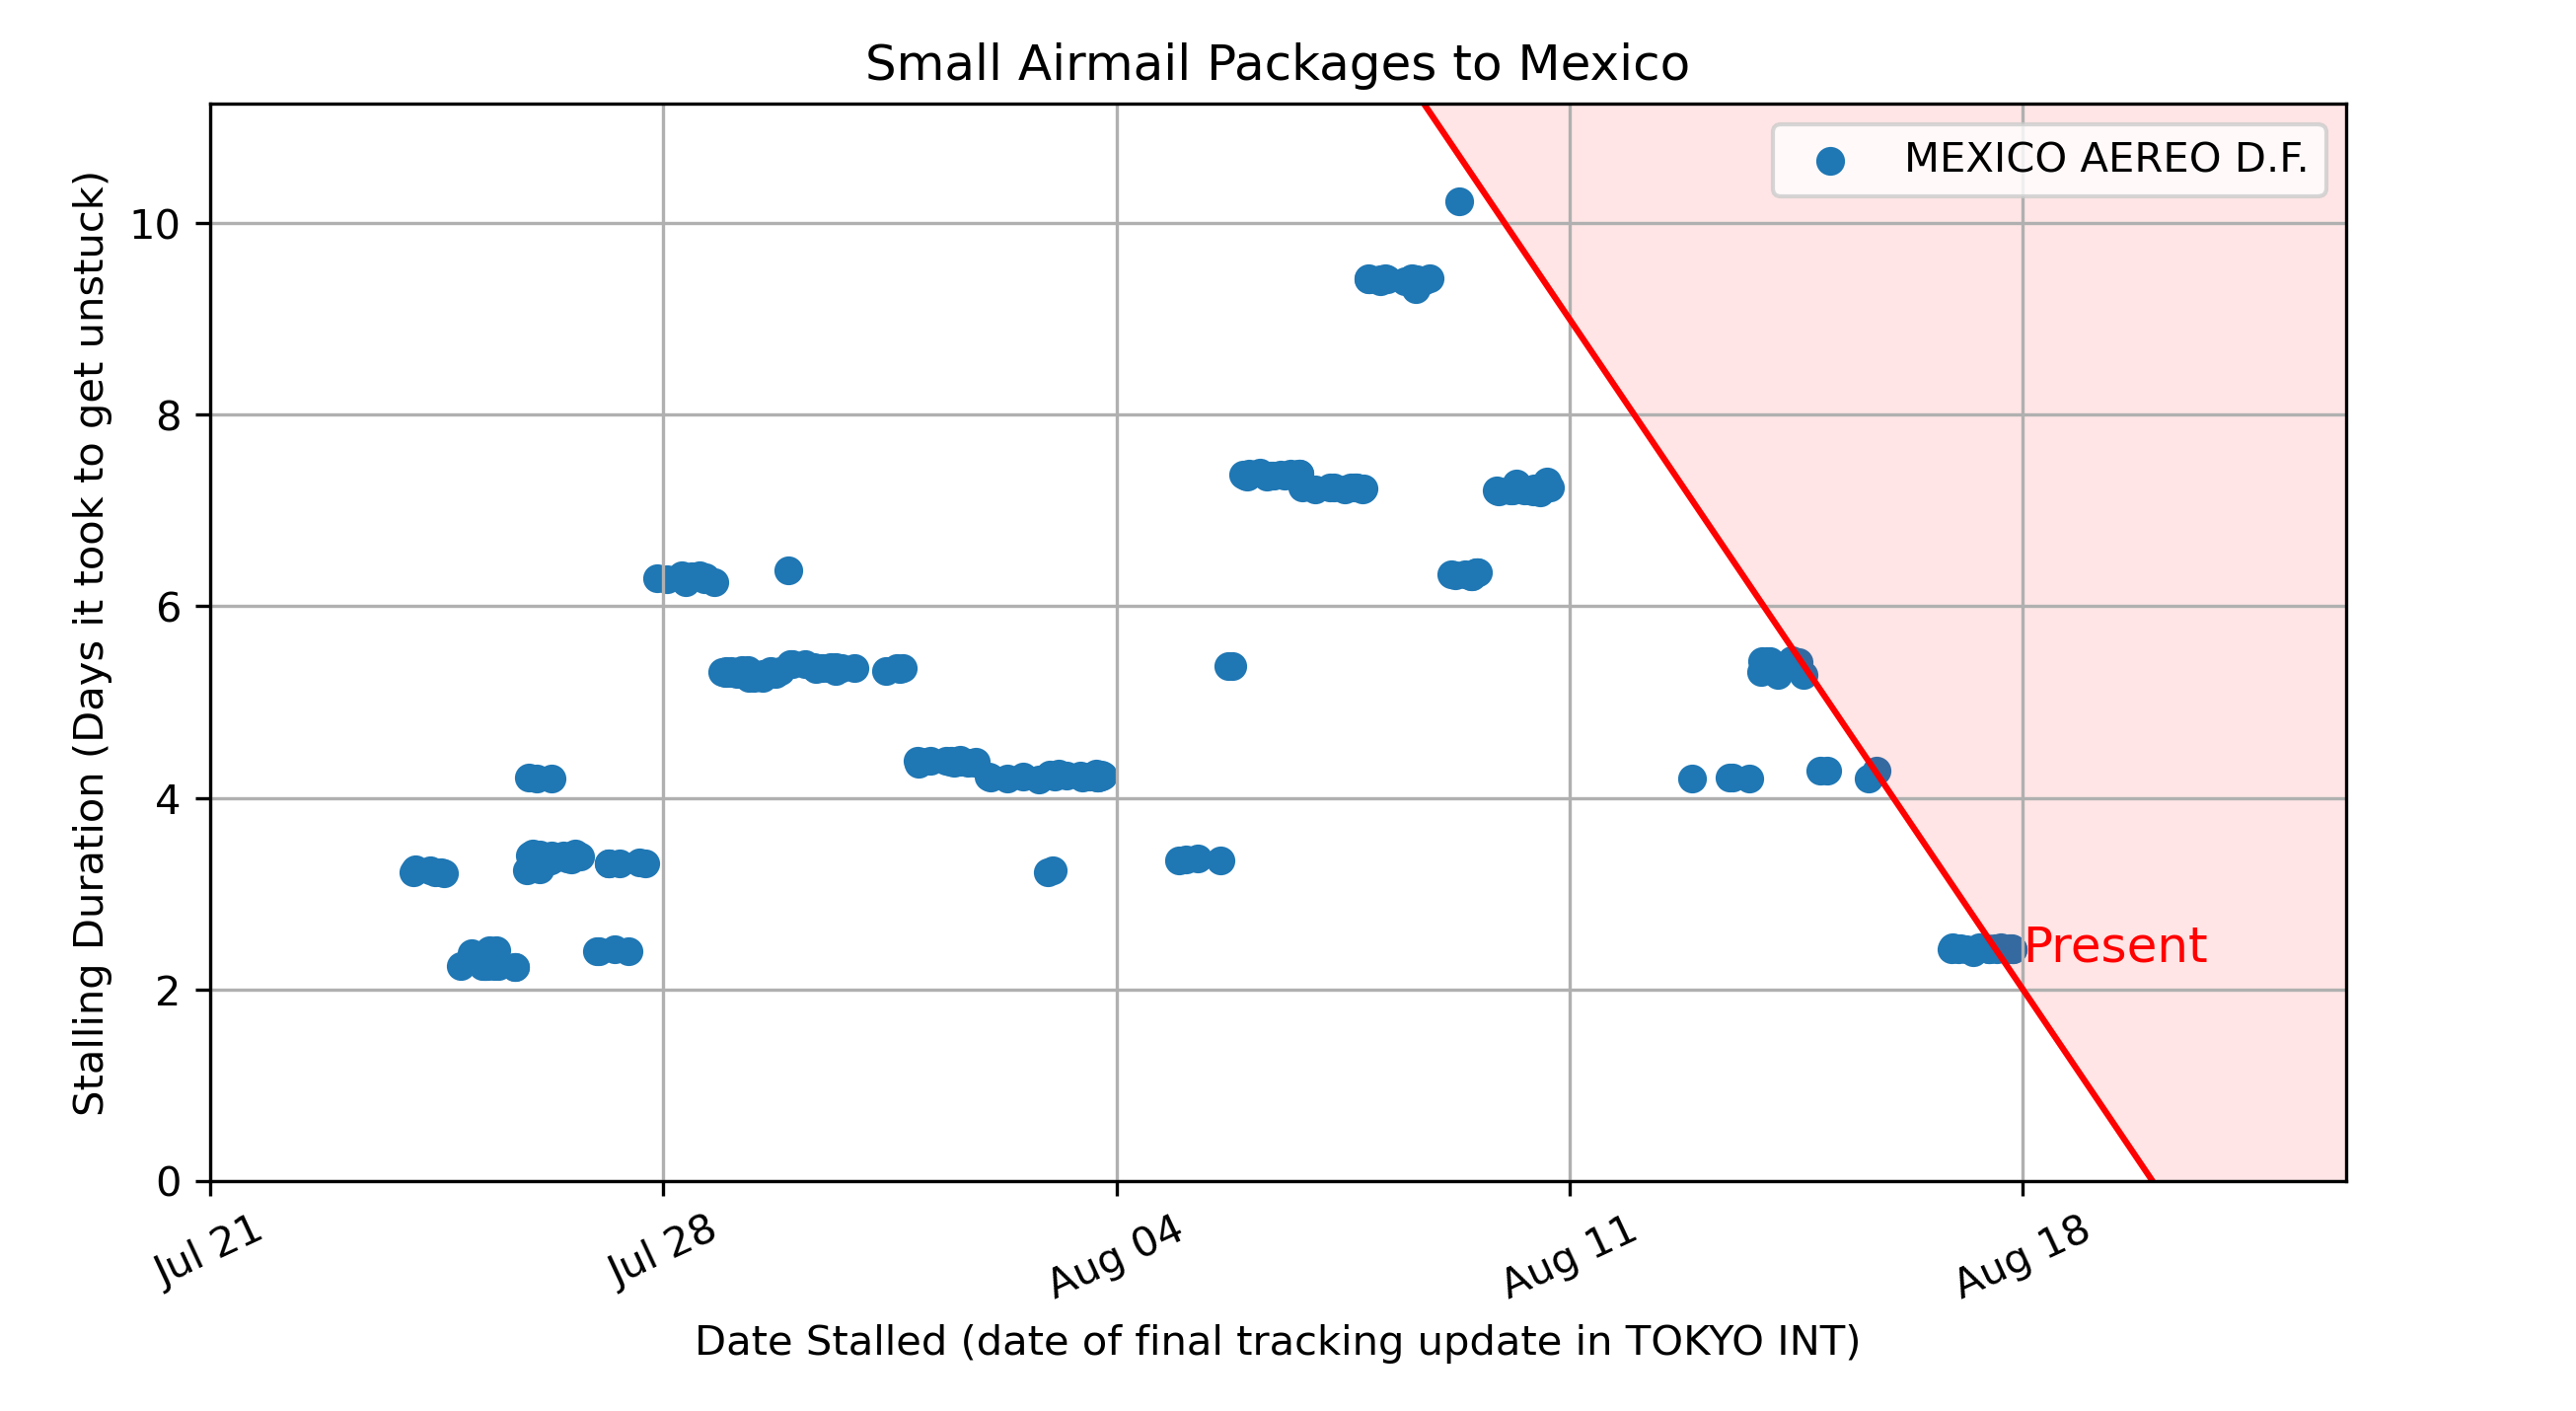 Small Airmail Packages to Mexico
MEXICO AEREO D.F.
Stalling Duration (Days it took to get unstuck)
10
8
6
4
2
0
Present
Jul 21
Jul 28
Aug 04
Aug 11
Aug 18
Date Stalled (date of final tracking update in TOKYO INT)